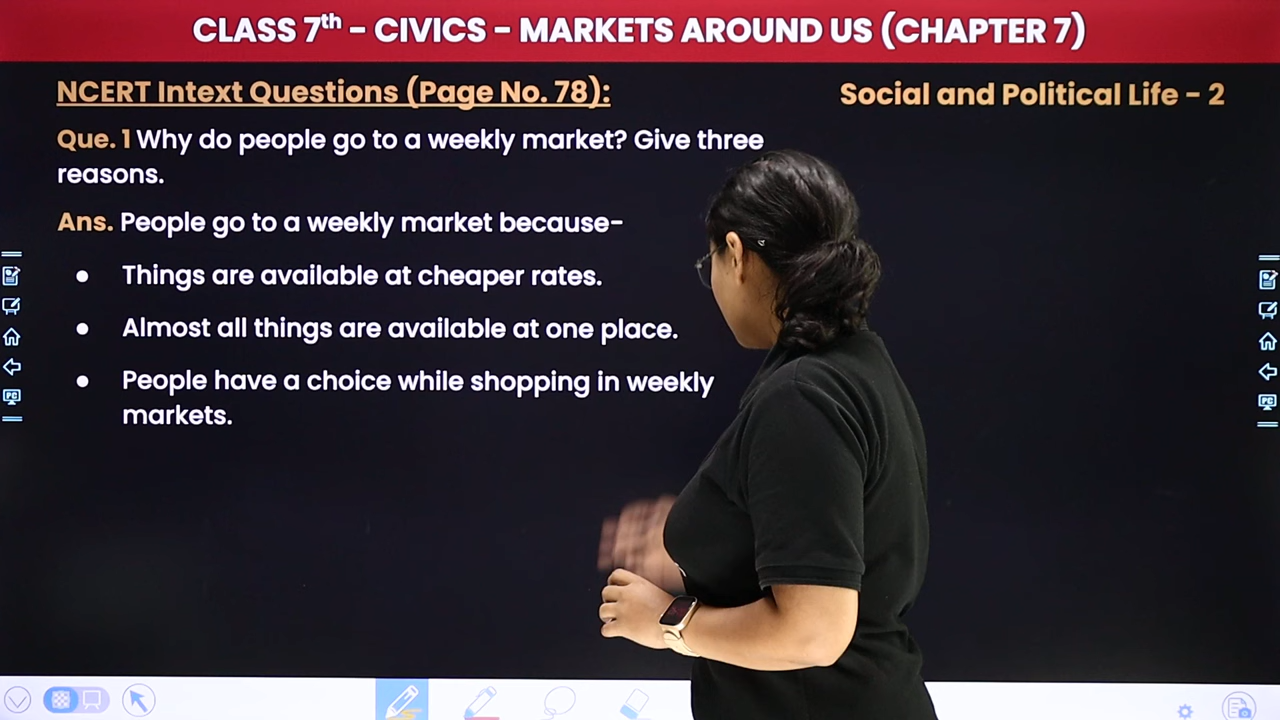 CLASS 7th - CIVICS - MARKETS AROUND US (CHAPTER 7)
NCERT Intext Questions (Page No. 78):
Social and Political Life - 2
Que. 1 Why do people go to a weekly market? Give three
reasons.
Ans. People go to a weekly market because-
● Things are available at cheaper rates.
● Almost all things are available at one place.
● People have a choice while shopping in weekly
markets.
PC
PC